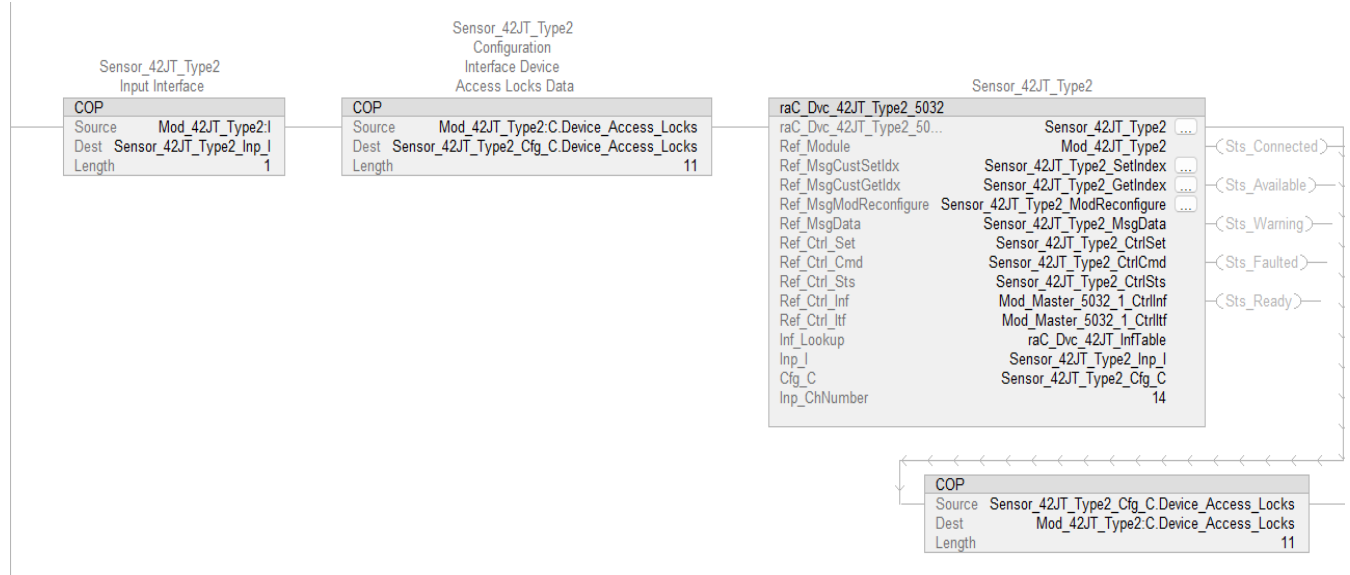 Sensor_42JT_Type2
Input Interface
COP
Source Mod_42JT_Type2:I
Dest Sensor_42JT_Type2_Inp_I
Length 1
Sensor_42JT_Type2
Configuration
Interface Device
Access Locks Data
COP
Source Mod_42JT_Type2:C.Device_Access_Locks
Dest Sensor_42JT_Type2_Cfg_C.Device_Access_Locks
Length 11
Sensor_42JT_Type2
raC_Dvc_42JT_Type2_5032
raC_Dvc_42JT_Type2_50... Sensor_42JT_Type2 ...
Ref_Module Mod_42JT_Type2 (Sts_Connected)
Ref_MsgCustSetIdx Sensor_42JT_Type2_SetIndex ...
Ref_MsgCustGetIdx Sensor_42JT_Type2_GetIndex ... (Sts_Available)
Ref_MsgModReconfigure Sensor_42JT_Type2_ModReconfigure ...
Ref_MsgData Sensor_42JT_Type2_MsgData (Sts_Warning)
Ref_Ctrl_Set Sensor_42JT_Type2_CtrlSet
Ref_Ctrl_Cmd Sensor_42JT_Type2_CtrlCmd (Sts_Faulted)
Ref_Ctrl_Sts Sensor_42JT_Type2_CtrlSts
Ref_Ctrl_Inf Mod_Master_5032_1_CtrlInf (Sts_Ready)
Ref_Ctrl_Itf Mod_Master_5032_1_CtrlItf
Inf_Lookup raC_Dvc_42JT_InfTable
Inp_I Sensor_42JT_Type2_Inp_I
Cfg_C Sensor_42JT_Type2_Cfg_C
Inp_ChNumber 14
COP
Source Sensor_42JT_Type2_Cfg_C.Device_Access_Locks
Dest Mod_42JT_Type2:C.Device_Access_Locks
Length 11